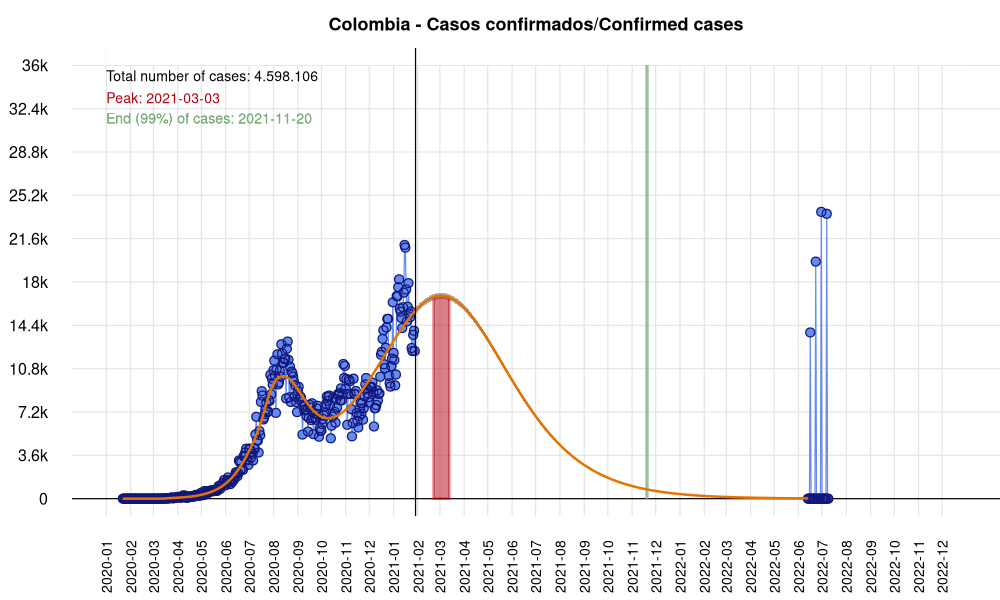 Colombia - Casos confirmados/Confirmed cases
Total number of cases: 4.598.106
Peak: 2021-03-03
End (99%) of cases: 2021-11-20
36k
32.4k
28.8k
25.2k
21.6k
18k
14.4k
10.8k
7.2k
3.6k
0
2020-01
2020-02
2020-03
2020-04
2020-05
2020-06
2020-07
2020-08
2020-09
2020-10
2020-11
2020-12
2021-01
2021-02
2021-03
2021-04
2021-05
2021-06
2021-07
2021-08
2021-09
2021-10
2021-11
2021-12
2022-01
2022-02
2022-03
2022-04
2022-05
2022-06
2022-07
2022-08
2022-09
2022-10
2022-11
2022-12